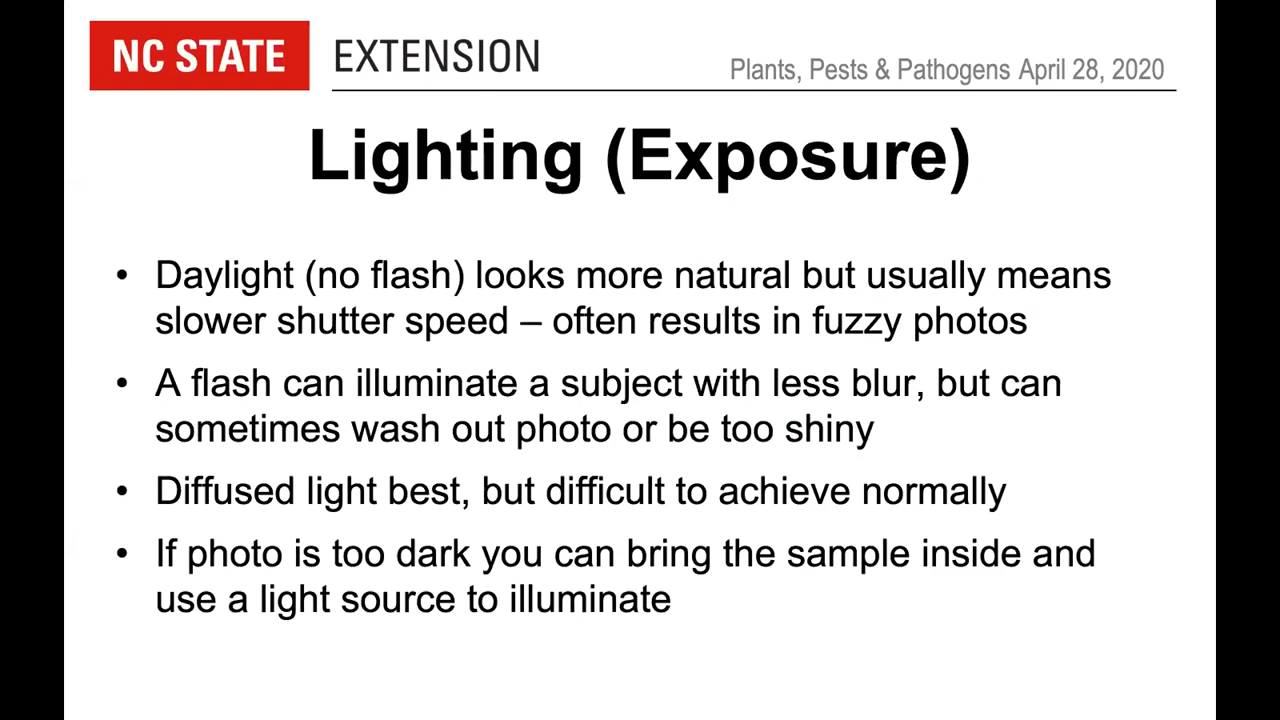 NC STATE EXTENSION
Plants, Pests & Pathogens April 28, 2020
Lighting (Exposure)
• Daylight (no flash) looks more natural but usually means
slower shutter speed – often results in fuzzy photos
• A flash can illuminate a subject with less blur, but can
sometimes wash out photo or be too shiny
• Diffused light best, but difficult to achieve normally
• If photo is too dark you can bring the sample inside and
use a light source to illuminate